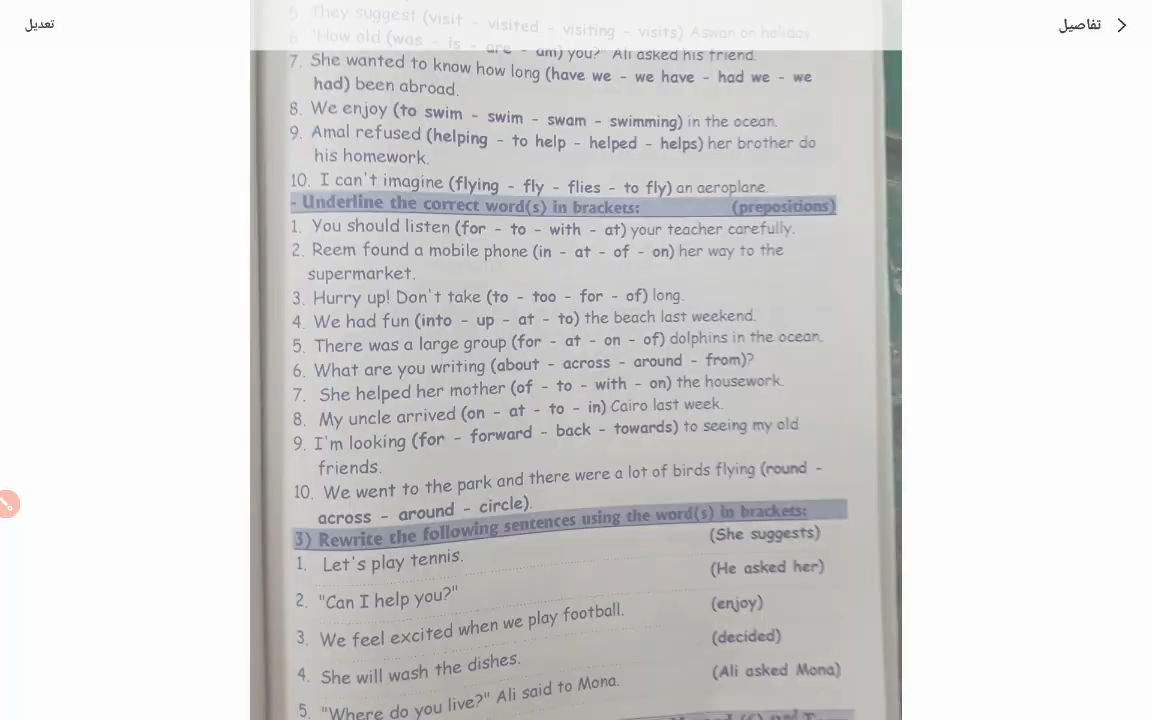 تعديل
تفاصيل
5. They suggest (visit - visited - visiting - visits) Aswan on holiday.
6. "How old (was - is - are - am) you?" Ali asked his friend.
7. She wanted to know how long (have we - we have - had we - we
had) been abroad.
8. We enjoy (to swim - swim - swam - swimming) in the ocean.
9. Amal refused (helping - to help - helped - helps) her brother do
his homework.
10. I can't imagine (flying - fly - flies - to fly) an aeroplane.
- Underline the correct word(s) in brackets: (prepositions)
1. You should listen (for - to - with - at) your teacher carefully.
2. Reem found a mobile phone (in - at - of - on) her way to the
supermarket.
3. Hurry up! Don't take (to - too - for - of) long.
4. We had fun (into - up - at - to) the beach last weekend.
5. There was a large group (for - at - on - of) dolphins in the ocean.
6. What are you writing (about - across - around - from)?
7. She helped her mother (of - to - with - on) the housework.
8. My uncle arrived (on - at - to - in) Cairo last week.
9. I'm looking (for - forward - back - towards) to seeing my old
friends.
10. We went to the park and there were a lot of birds flying (round -
across - around - circle).
3) Rewrite the following sentences using the word(s) in brackets:
1. Let's play tennis. (She suggests)
2. "Can I help you?" (He asked her)
3. We feel excited when we play football. (enjoy)
4. She will wash the dishes. (decided)
5. "Where do you live?" Ali said to Mona. (Ali asked Mona)